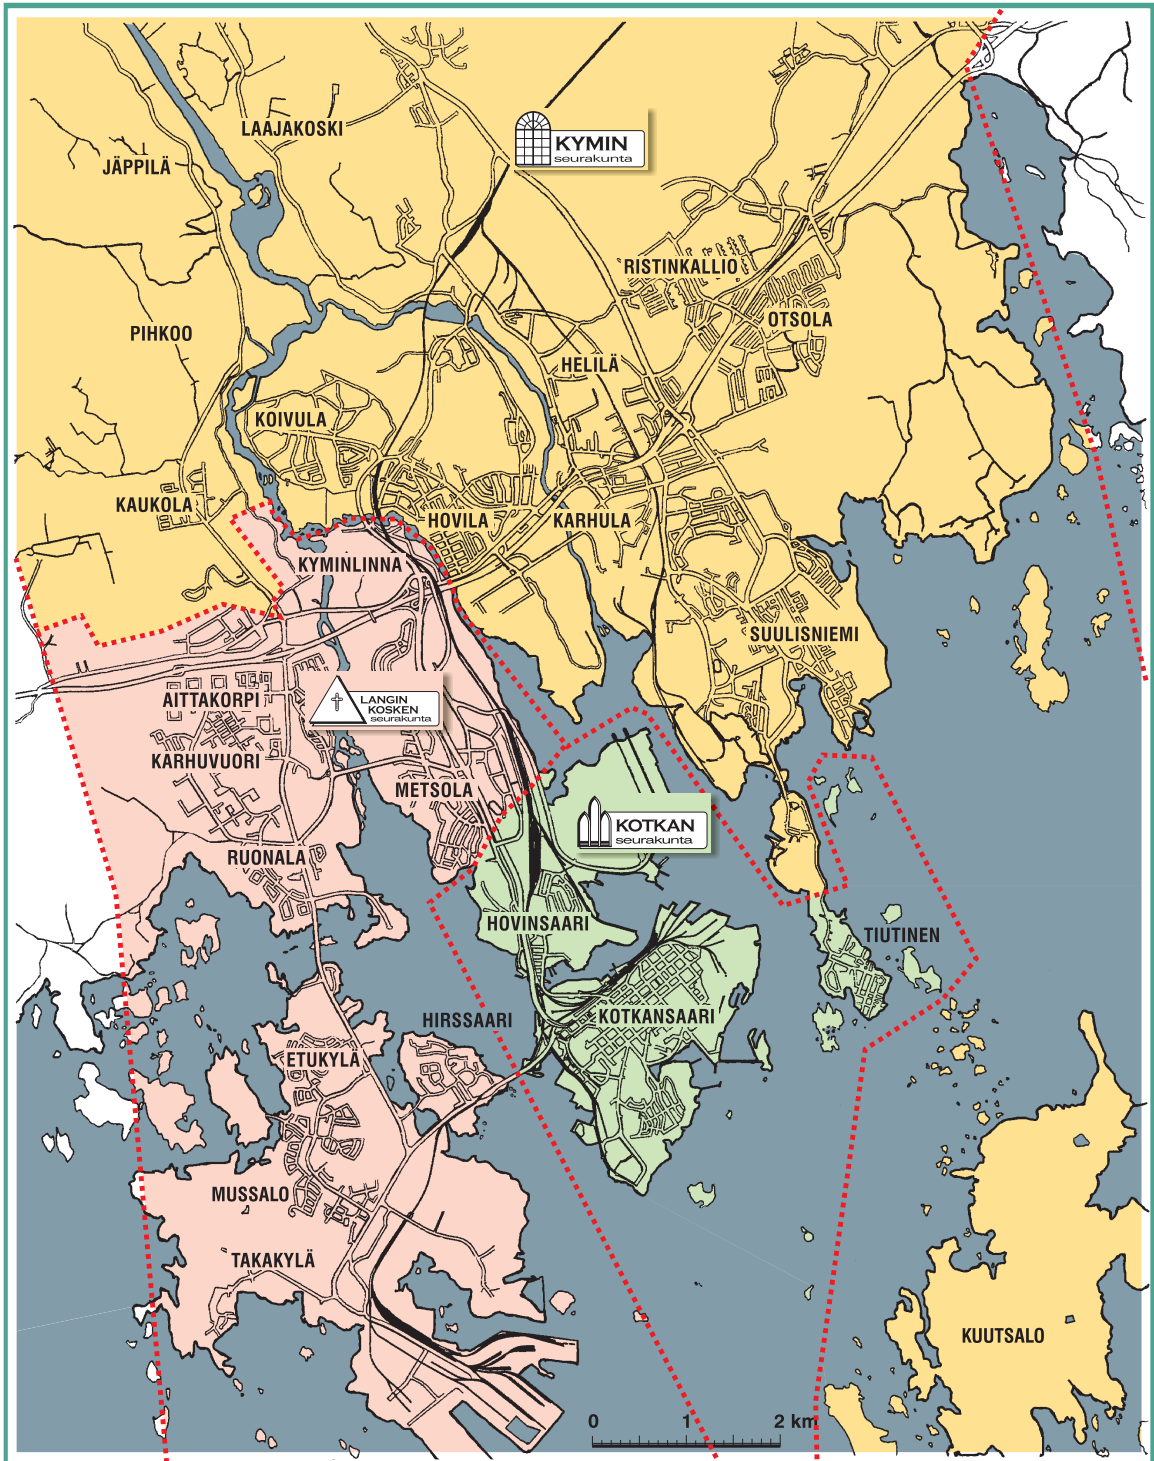 LAAJAKOSKI
KYMIN
seurakunta
JÄPPILÄ
RISTINKALLIO
OTSOLA
PIHKOO
HELILÄ
KOIVULA
KAUKOLA
HOVILA
KARHULA
KYMINLINNA
SUULISNIEMI
AITTAKORPI
LANGIN
KOSKEN
seurakunta
KARHUVUORI
METSOLA
KOTKAN
seurakunta
RUONALA
HOVINSAARI
TIUTINEN
HIRSSAARI
KOTKANSAARI
ETUKYLÄ
MUSSALO
TAKAKYLÄ
KUUTSALO
0 1 2 km